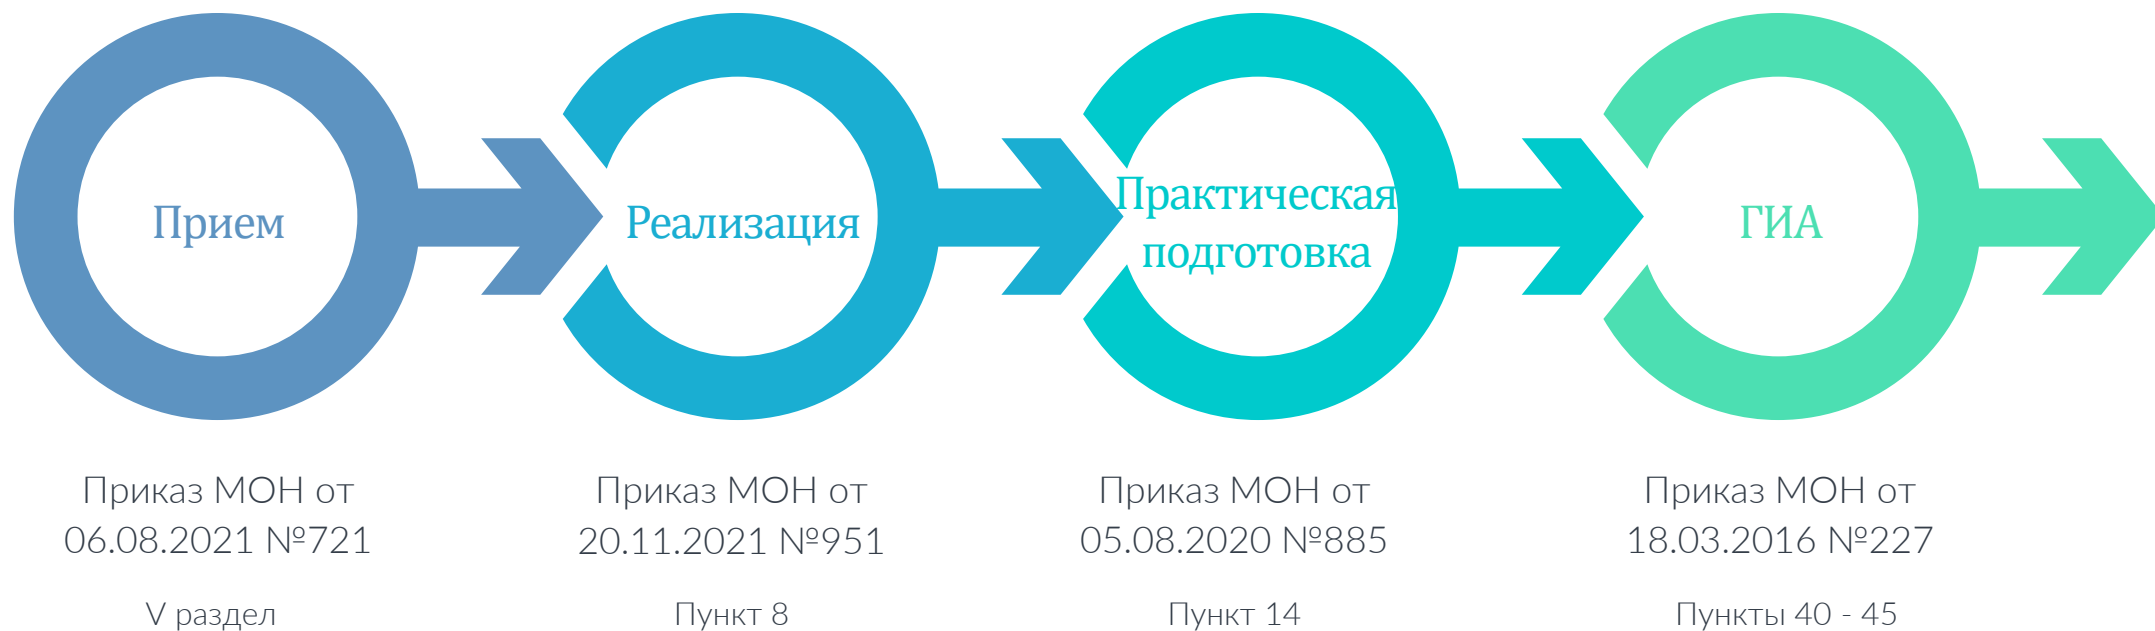 Прием
Реализация
Практическая
подготовка
ГИА
Приказ МОН от
06.08.2021 №721
V раздел
Приказ МОН от
20.11.2021 №951
Пункт 8
Приказ МОН от
05.08.2020 №885
Пункт 14
Приказ МОН от
18.03.2016 №227
Пункты 40 - 45